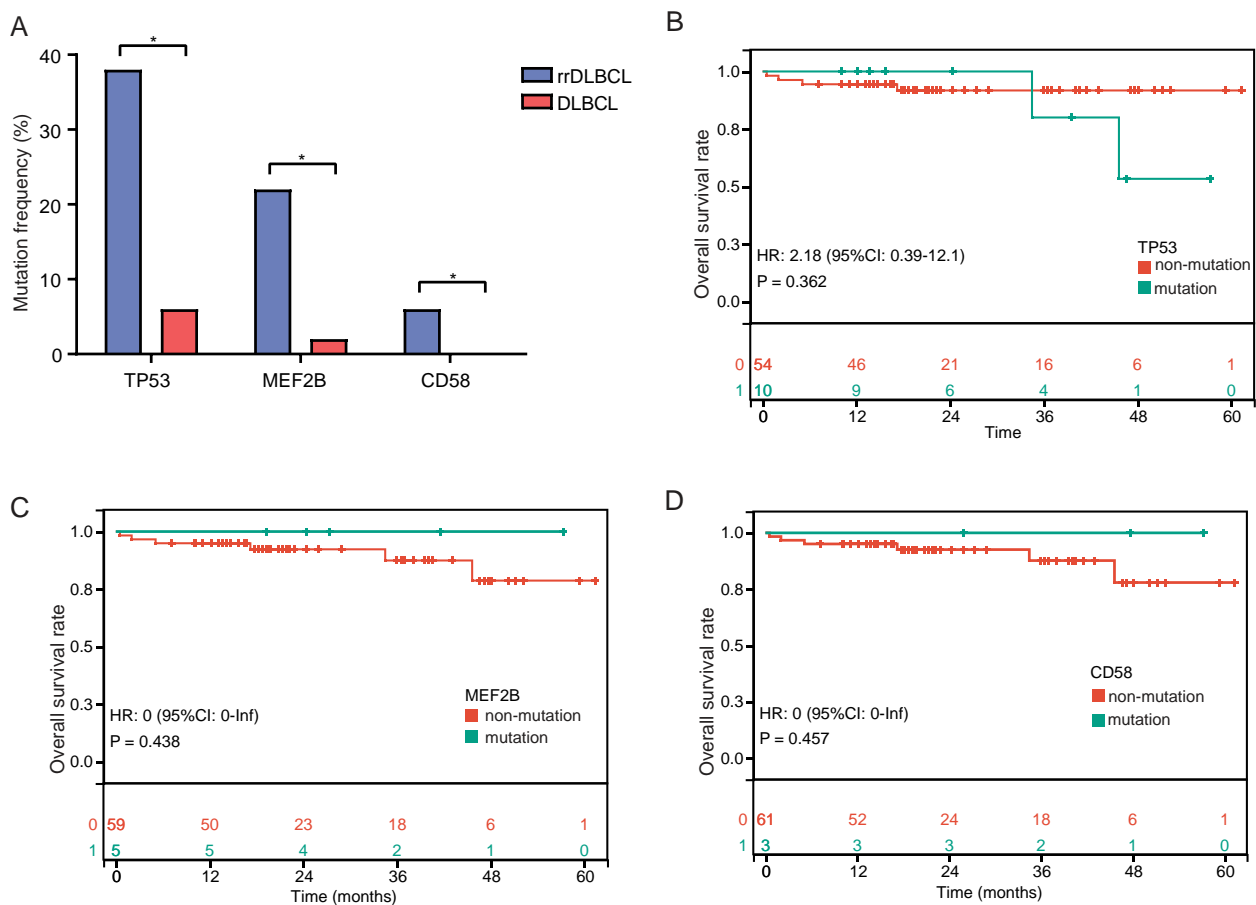 A
Mutation frequency (%)
40
30
20
10
0
*
*
*
rrDLBCL
DLBCL
TP53 MEF2B CD58
B
Overall survival rate
1.0
0.8
0.5
0.3
0.0
HR: 2.18 (95%CI: 0.39-12.1)
P = 0.362
TP53
non-mutation
mutation
0 54 46 21 16 6 1
1 10 9 6 4 1 0
0 12 24 36 48 60
Time
C
Overall survival rate
1.0
0.8
0.5
0.3
0.0
HR: 0 (95%CI: 0-Inf)
P = 0.438
MEF2B
non-mutation
mutation
0 59 50 23 18 6 1
1 5 5 4 2 1 0
0 12 24 36 48 60
Time (months)
D
Overall survival rate
1.0
0.8
0.5
0.3
0.0
HR: 0 (95%CI: 0-Inf)
P = 0.457
CD58
non-mutation
mutation
0 61 52 24 18 6 1
1 3 3 3 2 1 0
0 12 24 36 48 60
Time (months)